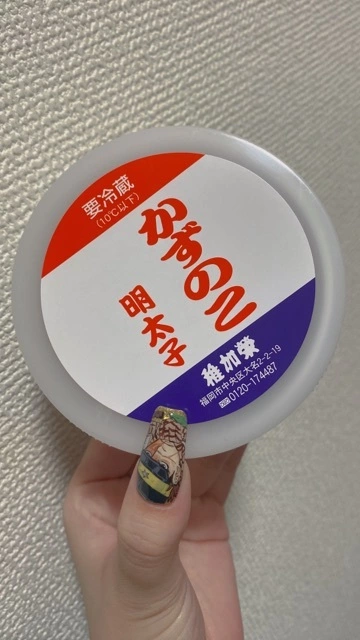 要冷蔵
(10℃以下)
かずのこ
明太子
稚加榮
福岡市中央区大名2-2-19
0120-174487